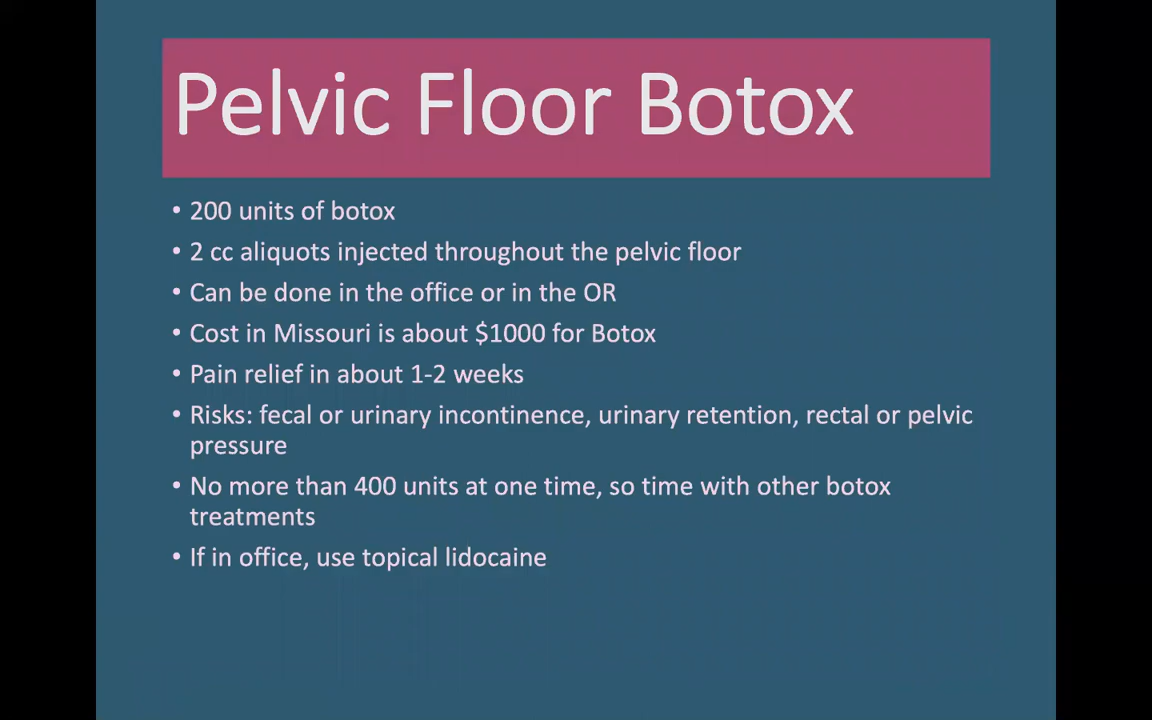 Pelvic Floor Botox
• 200 units of botox
• 2 cc aliquots injected throughout the pelvic floor
• Can be done in the office or in the OR
• Cost in Missouri is about $1000 for Botox
• Pain relief in about 1-2 weeks
• Risks: fecal or urinary incontinence, urinary retention, rectal or pelvic
pressure
• No more than 400 units at one time, so time with other botox
treatments
• If in office, use topical lidocaine